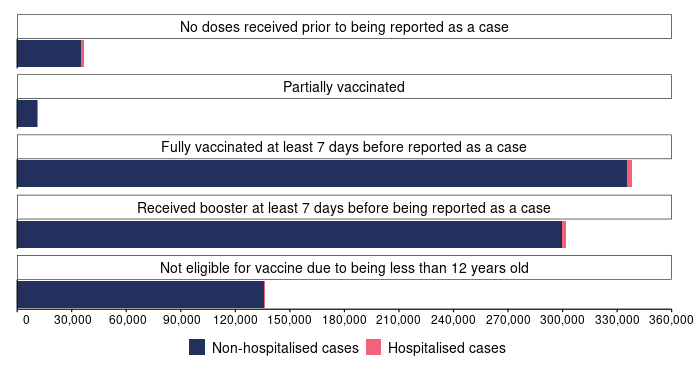 No doses received prior to being reported as a case
Partially vaccinated
Fully vaccinated at least 7 days before reported as a case
Received booster at least 7 days before being reported as a case
Not eligible for vaccine due to being less than 12 years old
0 30,000 60,000 90,000 120,000 150,000 180,000 210,000 240,000 270,000 300,000 330,000 360,000
Non-hospitalised cases Hospitalised cases